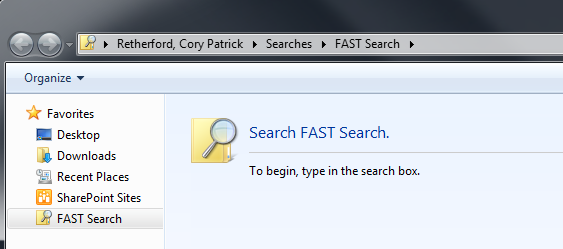 Retherford, Cory Patrick Searches FAST Search
Organize
Favorites
Desktop
Downloads
Recent Places
SharePoint Sites
FAST Search
Search FAST Search.
To begin, type in the search box.